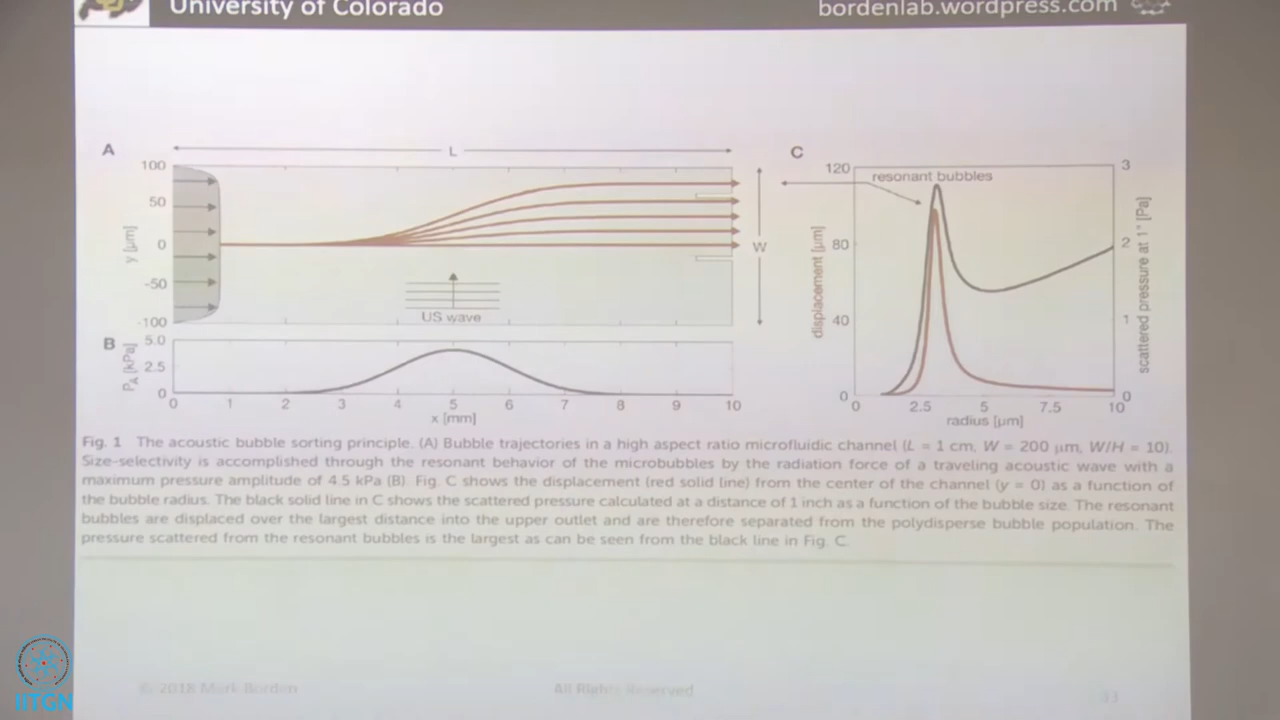 University of Colorado
bordenlab.wordpress.com
A
L
100
50
0
-50
-100
y [µm]
US wave
W
B
5.0
2.5
0
P_A [kPa]
0 1 2 3 4 5 6 7 8 9 10
x [mm]
C
resonant bubbles
120
80
40
0
displacement [µm]
3
2
1
0
scattered pressure at 1" [Pa]
0 2.5 5 7.5 10
radius [µm]
Fig. 1 The acoustic bubble sorting principle. (A) Bubble trajectories in a high aspect ratio microfluidic channel (L = 1 cm, W = 200 µm, W/H = 10).
Size-selectivity is accomplished through the resonant behavior of the microbubbles by the radiation force of a traveling acoustic wave with a
maximum pressure amplitude of 4.5 kPa (B). Fig. C shows the displacement (red solid line) from the center of the channel (y = 0) as a function of
the bubble radius. The black solid line in C shows the scattered pressure calculated at a distance of 1 inch as a function of the bubble size. The resonant
bubbles are displaced over the largest distance into the upper outlet and are therefore separated from the polydisperse bubble population. The
pressure scattered from the resonant bubbles is the largest as can be seen from the black line in Fig. C.
© 2018 Mark Borden
All Rights Reserved
IITGN